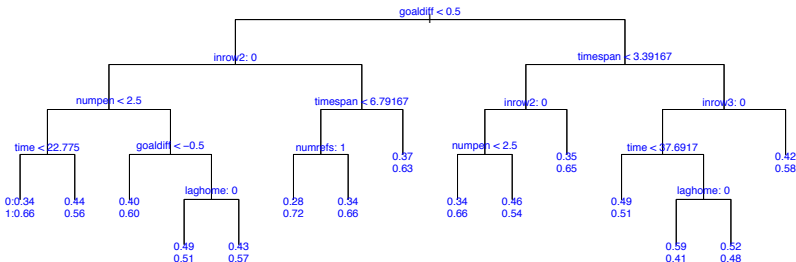 goaldiff < 0.5
inrow2: 0
timespan < 3.39167
numpen < 2.5
timespan < 6.79167
inrow2: 0
inrow3: 0
time < 22.775
goaldiff < −0.5
numrefs: 1
0.37
0.63
numpen < 2.5
0.35
0.65
time < 37.6917
0.42
0.58
0:0.34
1:0.66
0.44
0.56
0.40
0.60
laghome: 0
0.28
0.72
0.34
0.66
0.34
0.66
0.46
0.54
0.49
0.51
laghome: 0
0.49
0.51
0.43
0.57
0.59
0.41
0.52
0.48